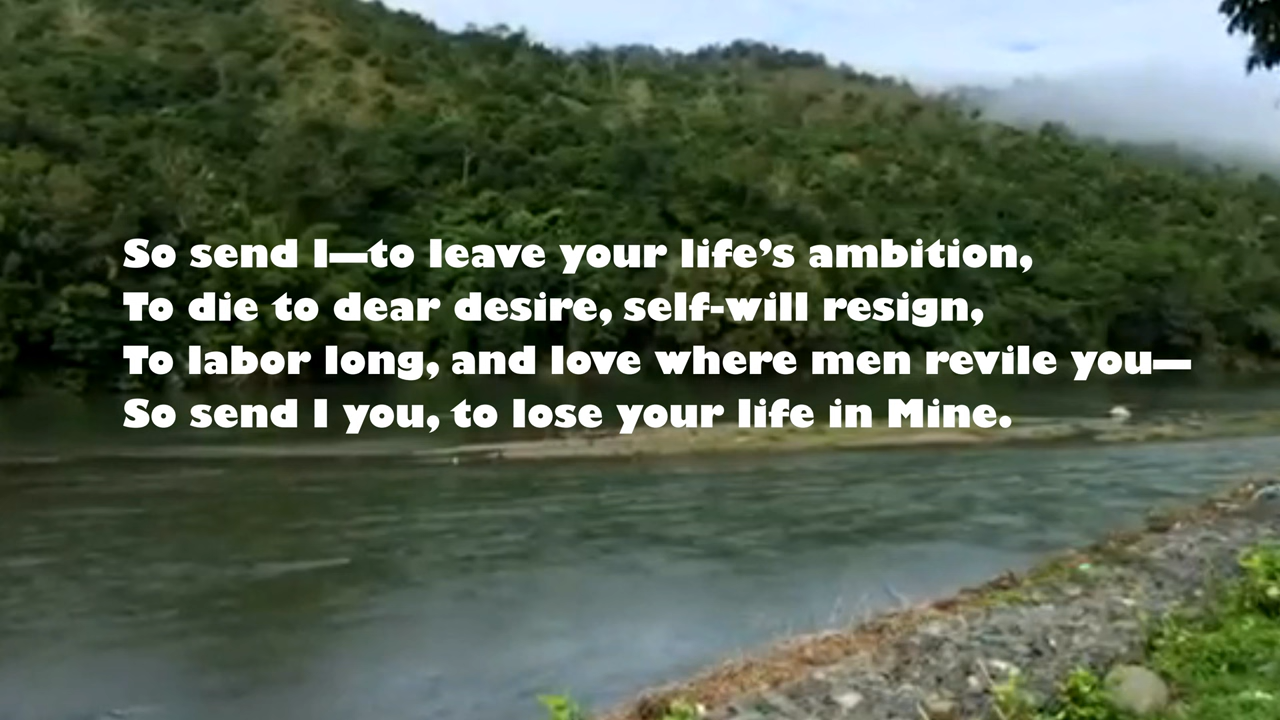 So send I—to leave your life’s ambition,
To die to dear desire, self-will resign,
To labor long, and love where men revile you—
So send I you, to lose your life in Mine.